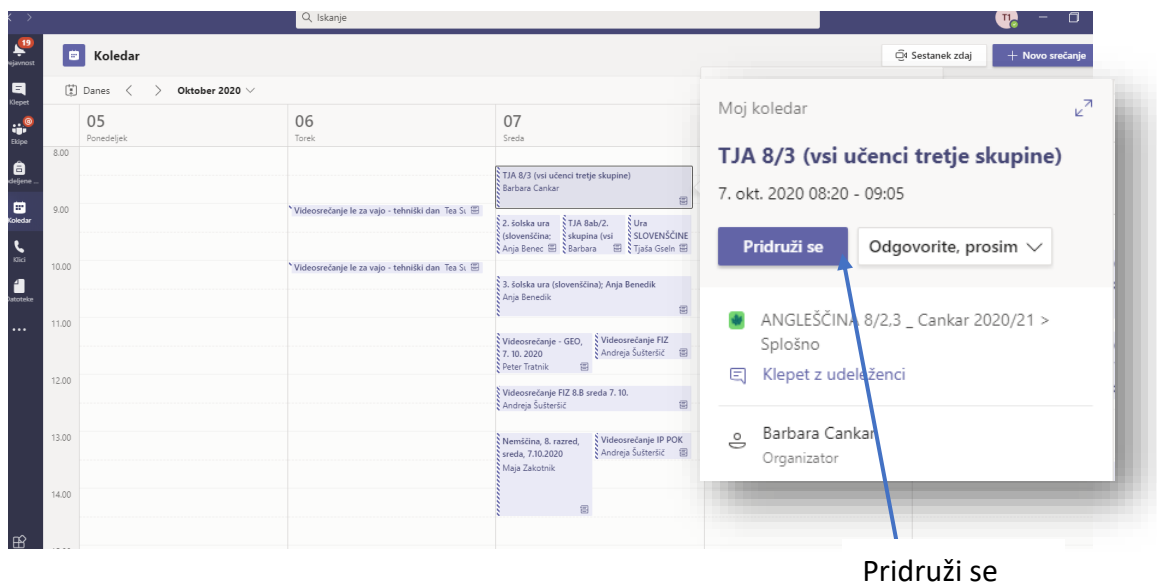 Iskanje
T1
19
Dejavnost
Koledar
Sestanek zdaj
+ Novo srečanje
Klepet
Danes
Oktober 2020
@
Ekipe
05
Ponedeljek
06
Torek
07
Sreda
8.00
9.00
10.00
11.00
12.00
13.00
14.00
Koledar
Klici
Datoteke
Videosrečanje le za vajo - tehniški dan
Videosrečanje le za vajo - tehniški dan
TJA 8/3 (vsi učenci tretje skupine)
Barbara Cankar
2. šolska ura
(slovenščina;
Anja Benec
TJA 8ab/2.
skupina (vsi
Barbara
Ura
SLOVENŠČINE
Tjaša Gseln
3. šolska ura (slovenščina); Anja Benedik
Anja Benedik
Videosrečanje - GEO,
7. 10. 2020
Peter Tratnik
Videosrečanje FIZ
Andreja Šušteršič
Videosrečanje FIZ 8.B sreda 7. 10.
Andreja Šušteršič
Nemščina, 8. razred,
sreda, 7.10.2020
Maja Zakotnik
Videosrečanje IP POK
Andreja Šušteršič
Moj koledar
TJA 8/3 (vsi učenci tretje skupine)
7. okt. 2020 08:20 - 09:05
Pridruži se
Odgovorite, prosim
ANGLEŠČINA 8/2,3 _ Cankar 2020/21 >
Splošno
Klepet z udeleženci
Barbara Cankar
Organizator
Pridruži se